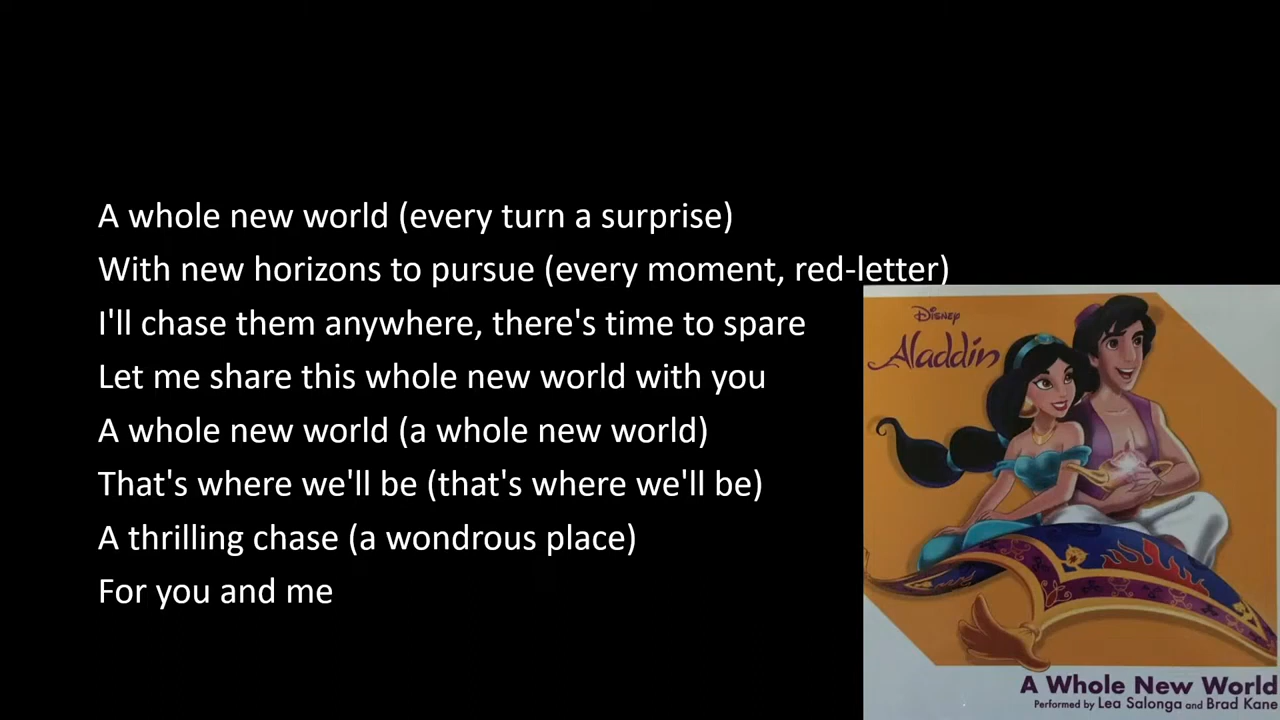 A whole new world (every turn a surprise)
With new horizons to pursue (every moment, red-letter)
I'll chase them anywhere, there's time to spare
Let me share this whole new world with you
A whole new world (a whole new world)
That's where we'll be (that's where we'll be)
A thrilling chase (a wondrous place)
For you and me
Disney
Aladdin
A Whole New World
Performed by Lea Salonga and Brad Kane